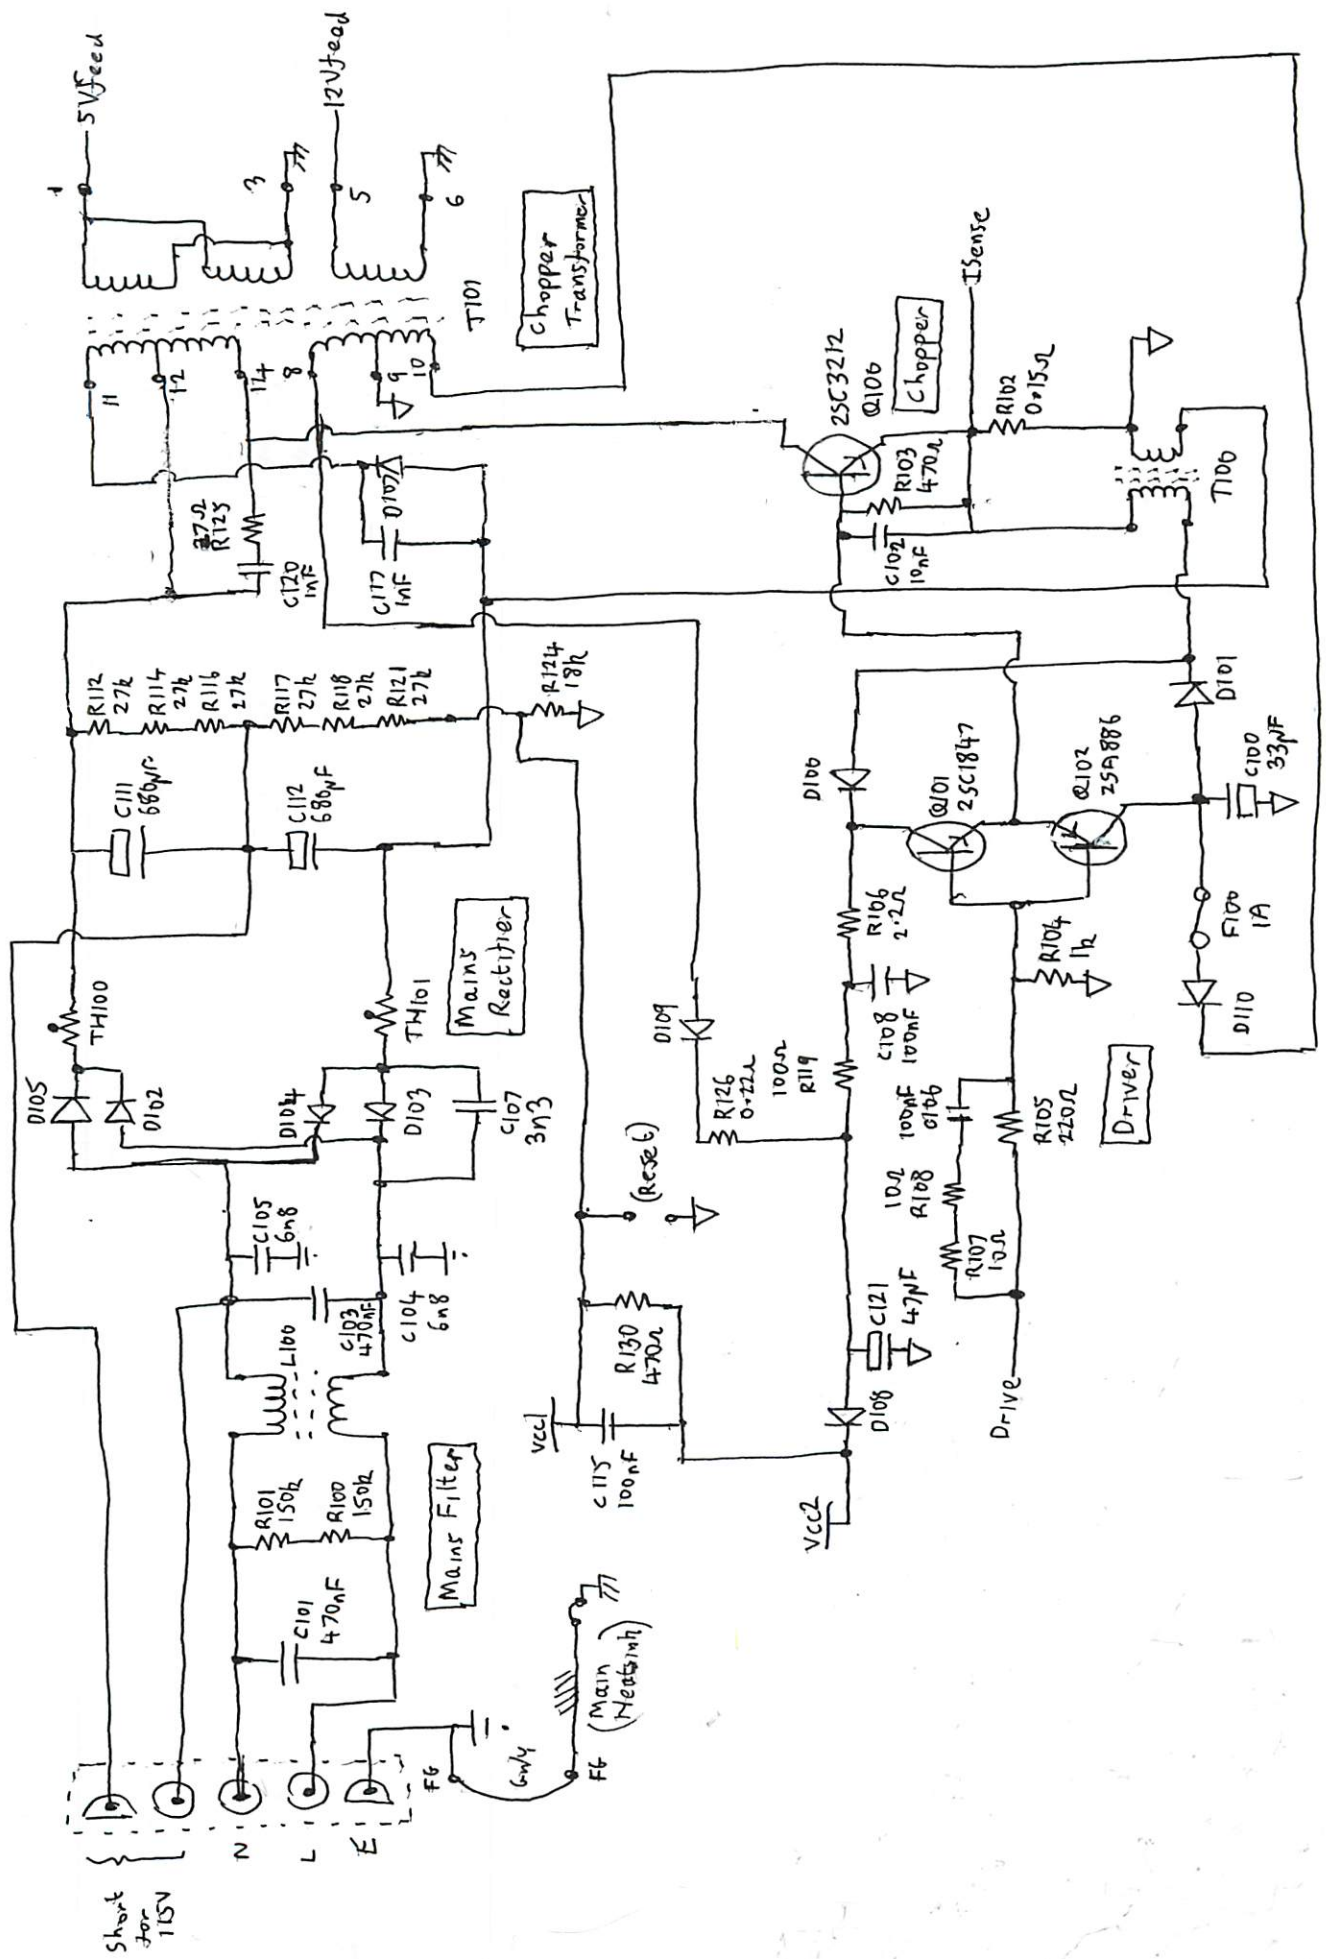 Short
for
115V
N
L
E
C101
470nF
R101
150k
R100
150k
Mains Filter
L100
C103
470nF
C105
6n8
C104
6n8
D105
D102
D104
D103
C107
3n3
TH100
TH101
Mains
Rectifier
C111
680µF
C112
680µF
R112
27k
R114
27k
R116
27k
R117
27k
R118
27k
R121
27k
R124
18k
R125
C120
1nF
C117
1nF
D107
11
12
14
8
9
10
T101
1
3
5
6
5Vfeed
12Vfeed
Chopper
Transformer
FG
G/Y
FG
(Main
Heatsink)
Vcc1
C115
100nF
R130
470Ω
(Reset)
D109
R126
0.22Ω
Vcc2
D108
C121
47µF
100Ω
R119
C108
100nF
R106
2.2Ω
D106
Q101
2SC1847
Q102
2SA886
Drive
R107
10Ω
10Ω
R108
100nF
C106
R105
220Ω
R104
1k
Driver
D110
F100
1A
C100
33µF
D101
T100
C102
10nF
R103
470Ω
2SC3212
Q106
Chopper
R102
0.15Ω
ISense